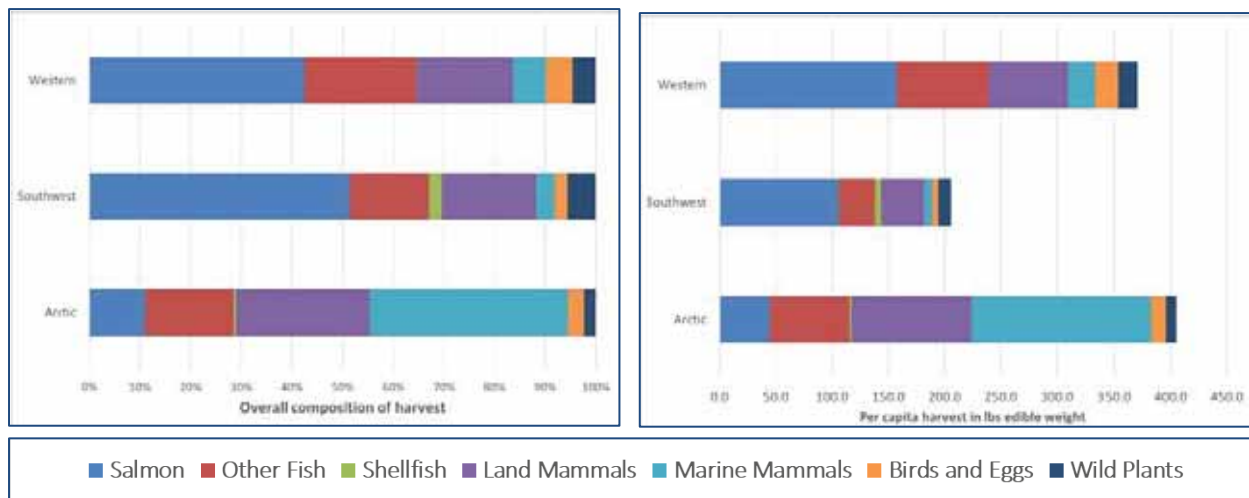 Western
Southwest
Arctic
0% 10% 20% 30% 40% 50% 60% 70% 80% 90% 100%
Overall composition of harvest
Western
Southwest
Arctic
0.0 50.0 100.0 150.0 200.0 250.0 300.0 350.0 400.0 450.0
Per capita harvest in lbs edible weight
Salmon Other Fish Shellfish Land Mammals Marine Mammals Birds and Eggs Wild Plants